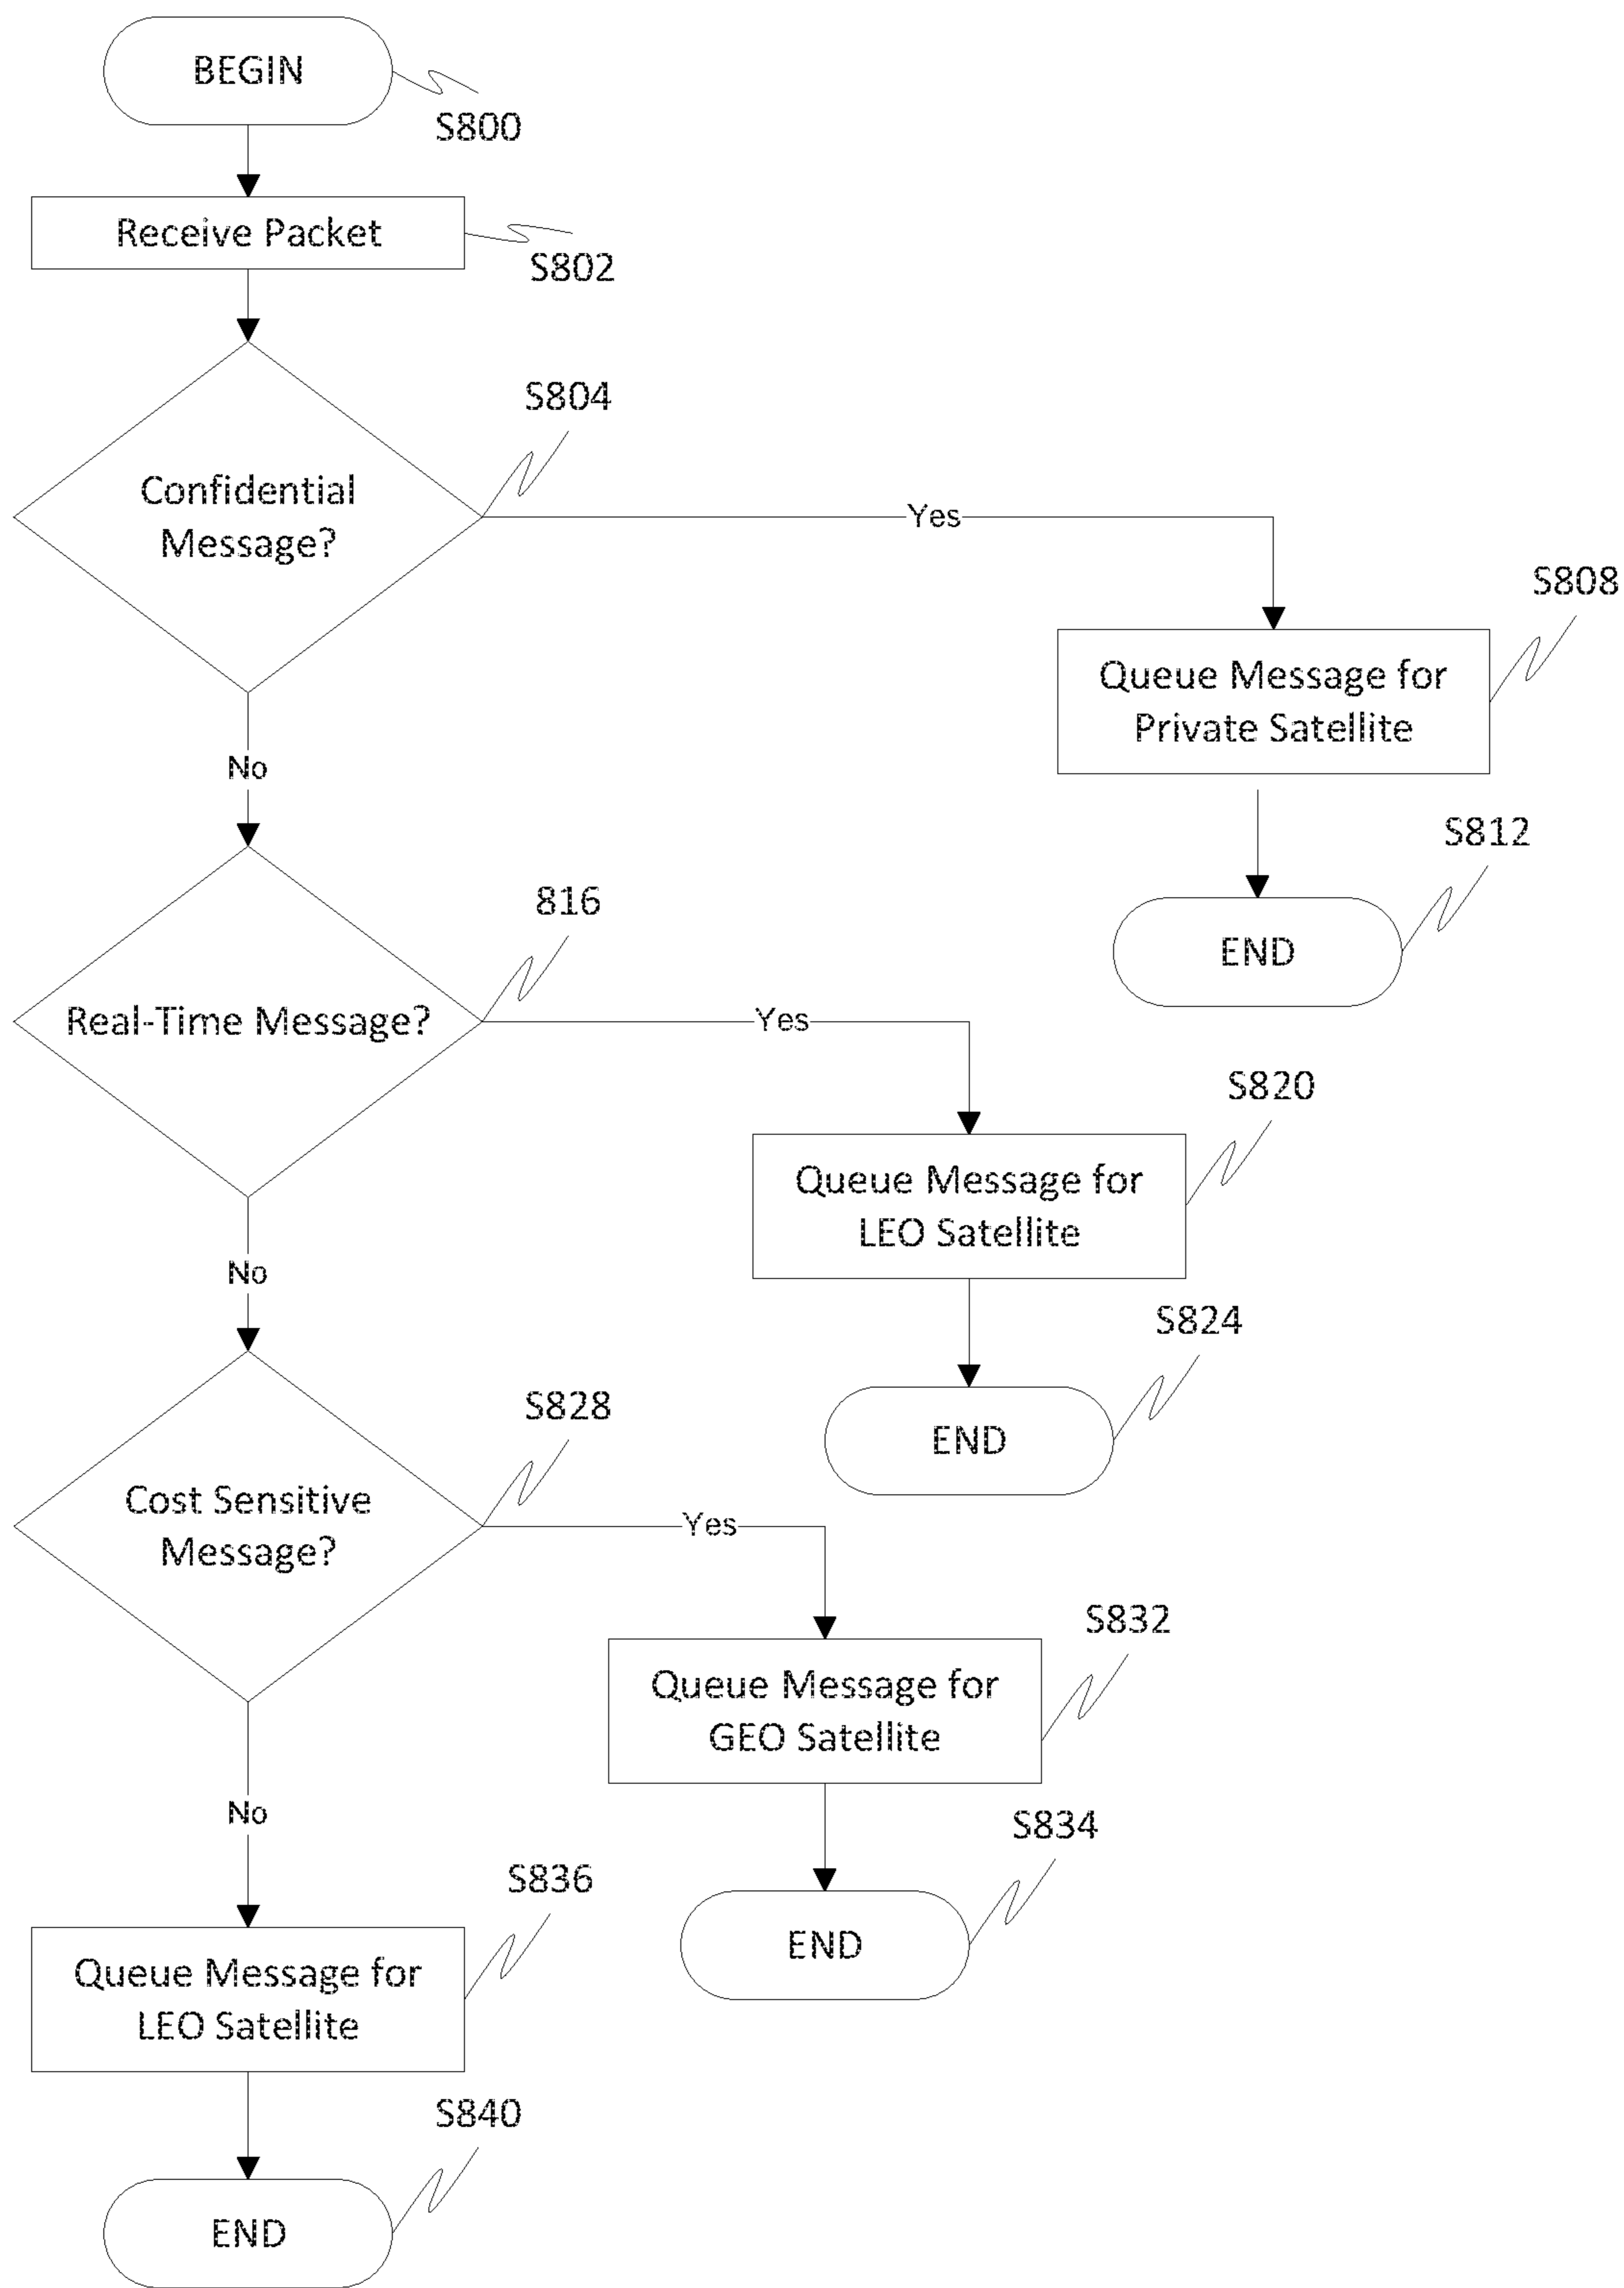 BEGIN
S800
Receive Packet
S802
S804
Confidential
Message?
Yes
S808
Queue Message for
Private Satellite
No
S812
END
816
Real-Time Message?
Yes
S820
Queue Message for
LEO Satellite
No
S824
END
S828
Cost Sensitive
Message?
Yes
S832
Queue Message for
GEO Satellite
No
S834
END
S836
Queue Message for
LEO Satellite
S840
END